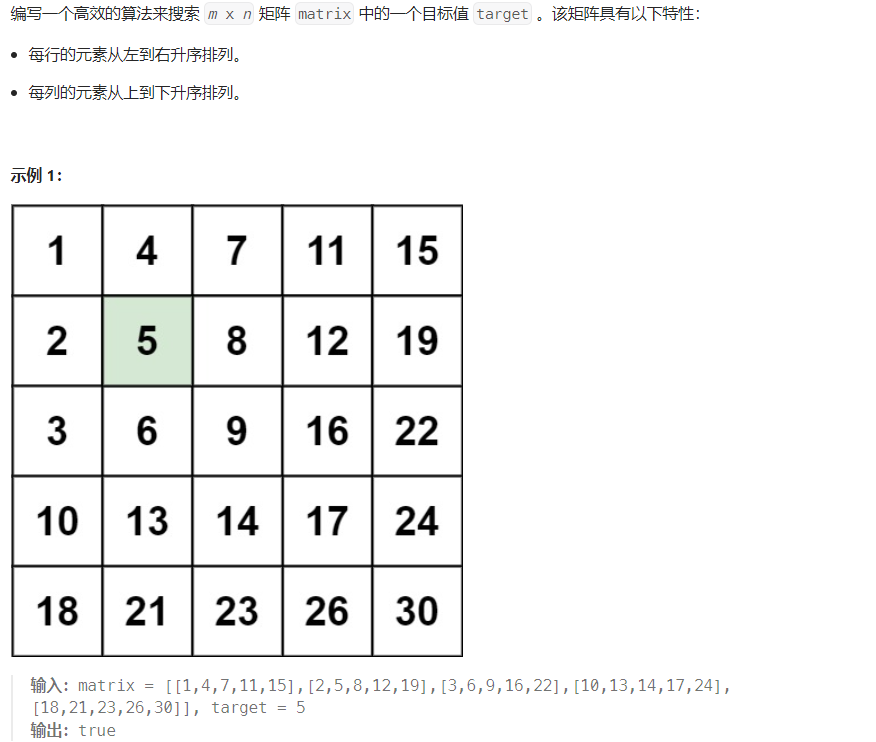 编写一个高效的算法来搜索 m x n 矩阵 matrix 中的一个目标值 target 。该矩阵具有以下特性：
• 每行的元素从左到右升序排列。
• 每列的元素从上到下升序排列。
示例 1：
1 4 7 11 15
2 5 8 12 19
3 6 9 16 22
10 13 14 17 24
18 21 23 26 30
输入：matrix = [[1,4,7,11,15],[2,5,8,12,19],[3,6,9,16,22],[10,13,14,17,24],
[18,21,23,26,30]], target = 5
输出：true